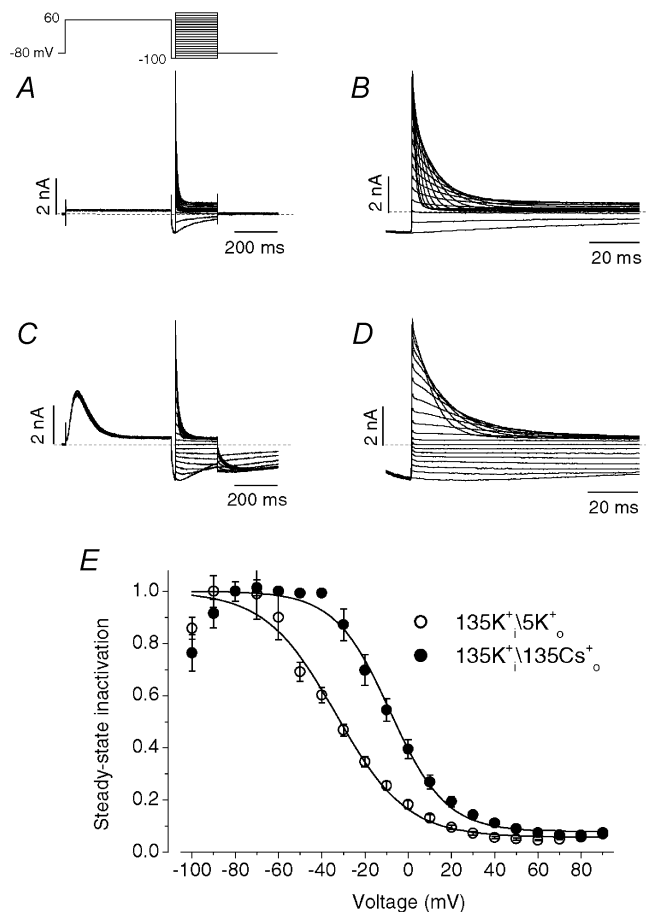 60
-80 mV
-100
A
B
2 nA
2 nA
200 ms
20 ms
C
D
2 nA
2 nA
200 ms
20 ms
E
1.0
0.8
0.6
0.4
0.2
0.0
Steady-state inactivation
135K⁺ᵢ\5K⁺ₒ
135K⁺ᵢ\135Cs⁺ₒ
-100 -80 -60 -40 -20 0 20 40 60 80
Voltage (mV)